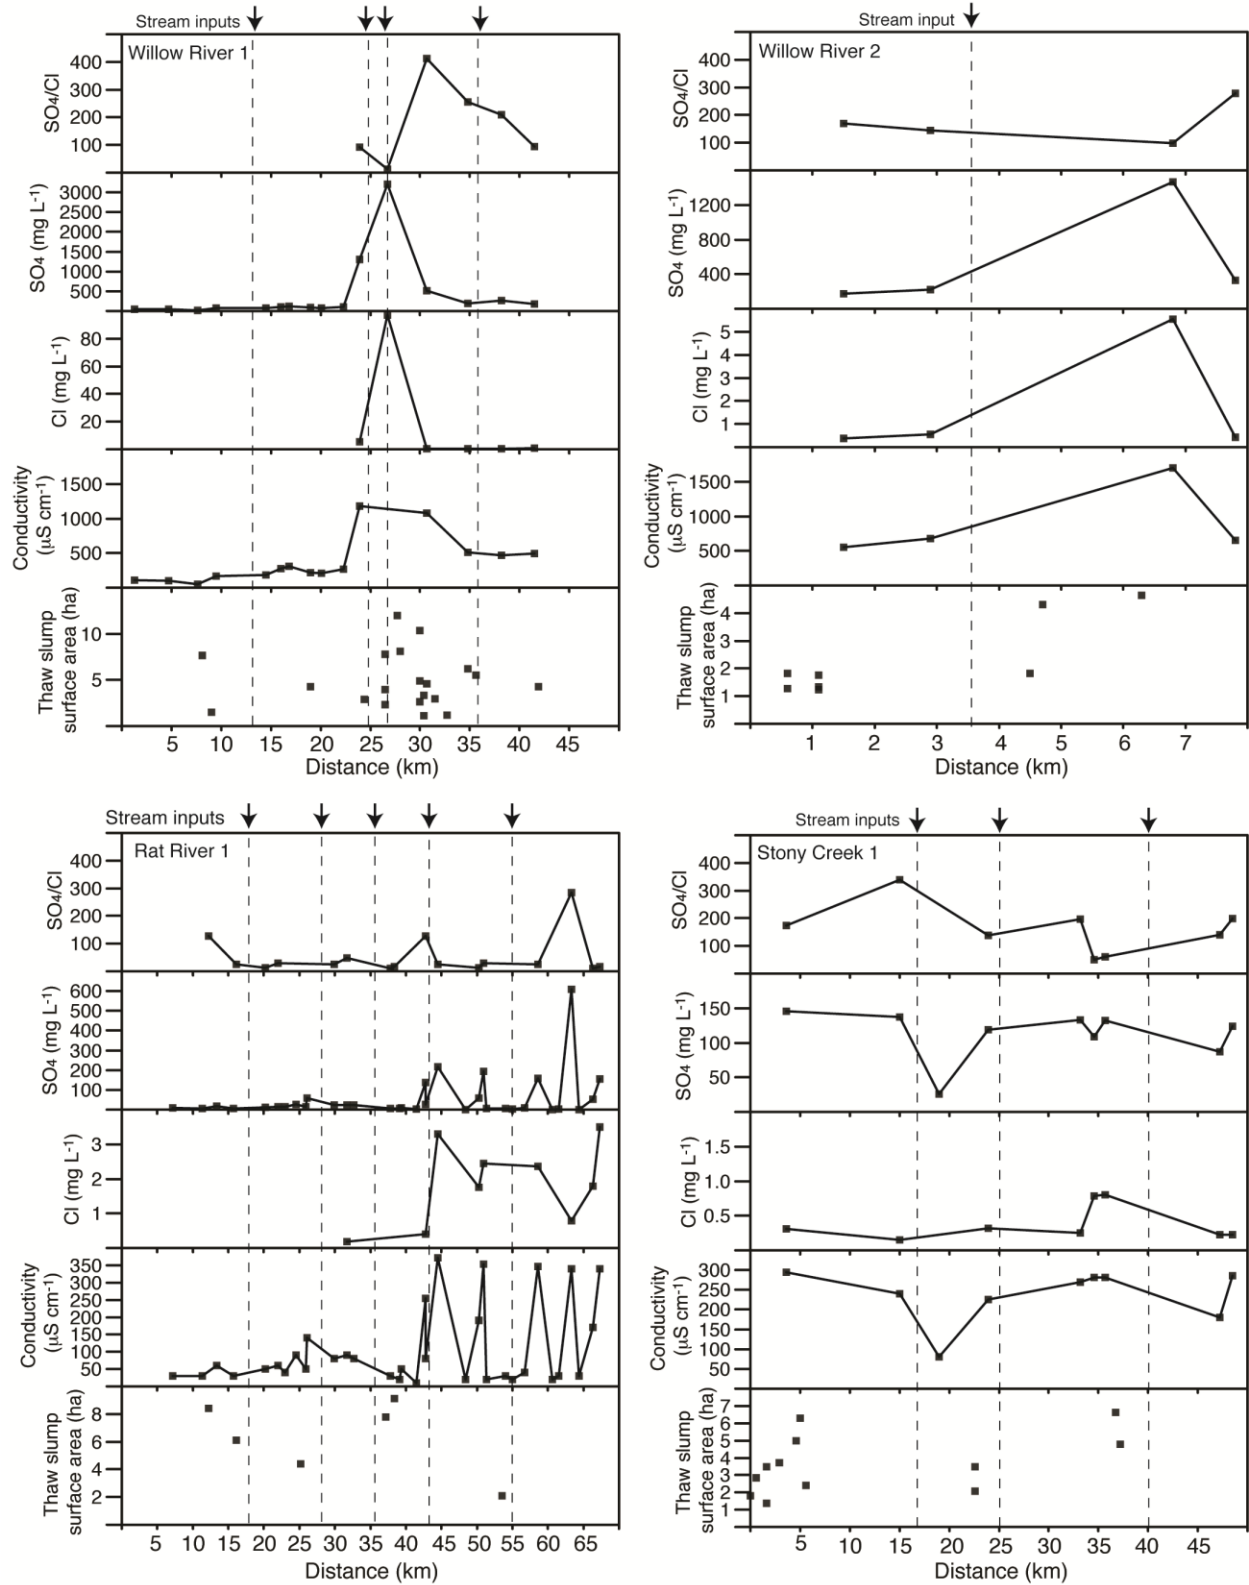 Stream inputs
Willow River 1
SO4/Cl
400
300
200
100
SO4 (mg L-1)
3000
2500
2000
1500
1000
500
Cl (mg L-1)
80
60
40
20
Conductivity
(µS cm-1)
1500
1000
500
Thaw slump
surface area (ha)
10
5
5 10 15 20 25 30 35 40 45
Distance (km)
Stream input
Willow River 2
SO4/Cl
400
300
200
100
SO4 (mg L-1)
1200
800
400
Cl (mg L-1)
5
4
3
2
1
Conductivity
(µS cm-1)
1500
1000
500
Thaw slump
surface area (ha)
4
3
2
1
1 2 3 4 5 6 7
Distance (km)
Stream inputs
Rat River 1
SO4/Cl
400
300
200
100
SO4 (mg L-1)
600
500
400
300
200
100
Cl (mg L-1)
3
2
1
Conductivity
(µS cm-1)
350
300
250
200
150
100
50
Thaw slump
surface area (ha)
8
6
4
2
5 10 15 20 25 30 35 40 45 50 55 60 65
Distance (km)
Stream inputs
Stony Creek 1
SO4/Cl
400
300
200
100
SO4 (mg L-1)
150
100
50
Cl (mg L-1)
1.5
1.0
0.5
Conductivity
(µS cm-1)
300
250
200
150
100
50
Thaw slump
surface area (ha)
7
6
5
4
3
2
1
5 10 15 20 25 30 35 40 45
Distance (km)